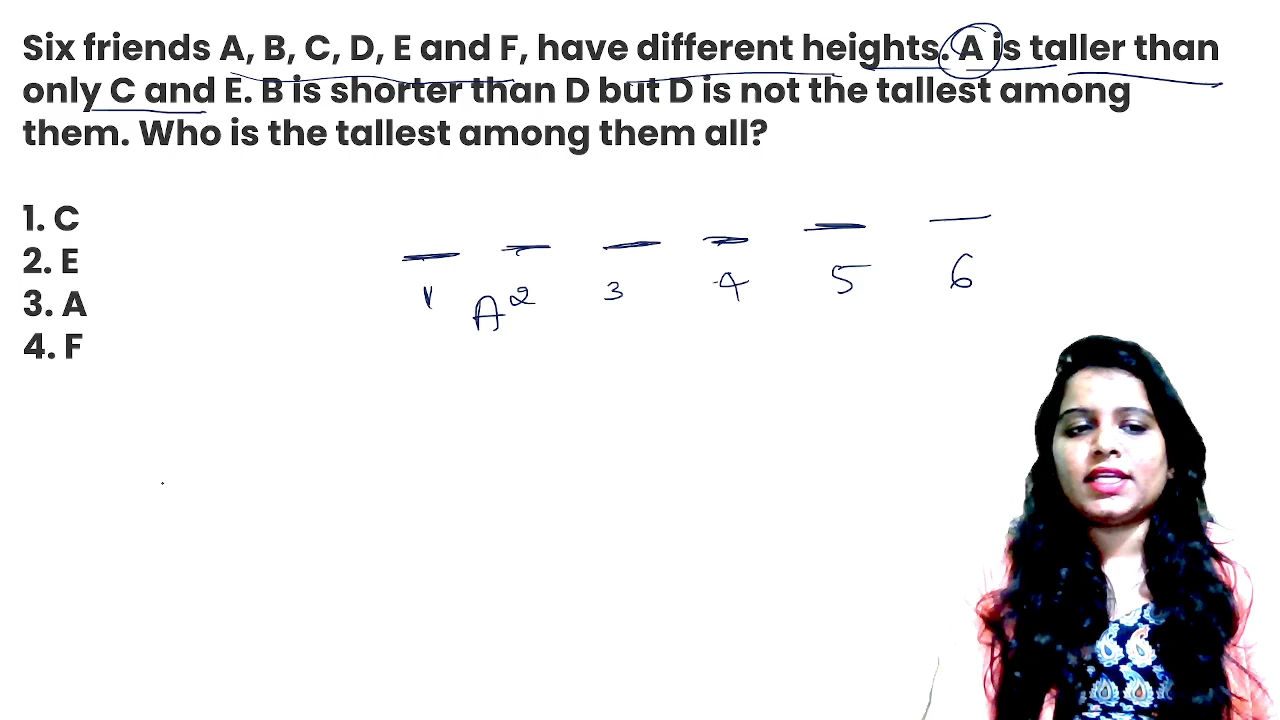 Six friends A, B, C, D, E and F, have different heights. A is taller than
only C and E. B is shorter than D but D is not the tallest among
them. Who is the tallest among them all?
1. C
2. E
3. A
4. F
1 A 2 3 4 5 6